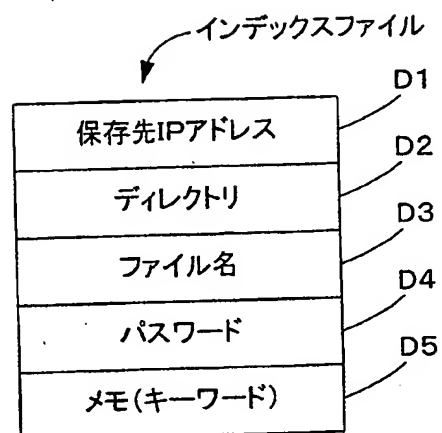 インデックスファイル
保存先IPアドレス D1
ディレクトリ D2
ファイル名 D3
パスワード D4
メモ(キーワード) D5